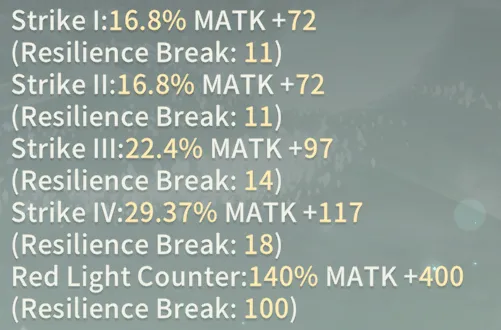 Strike I:16.8% MATK +72
(Resilience Break: 11)
Strike II:16.8% MATK +72
(Resilience Break: 11)
Strike III:22.4% MATK +97
(Resilience Break: 14)
Strike IV:29.37% MATK +117
(Resilience Break: 18)
Red Light Counter:140% MATK +400
(Resilience Break: 100)